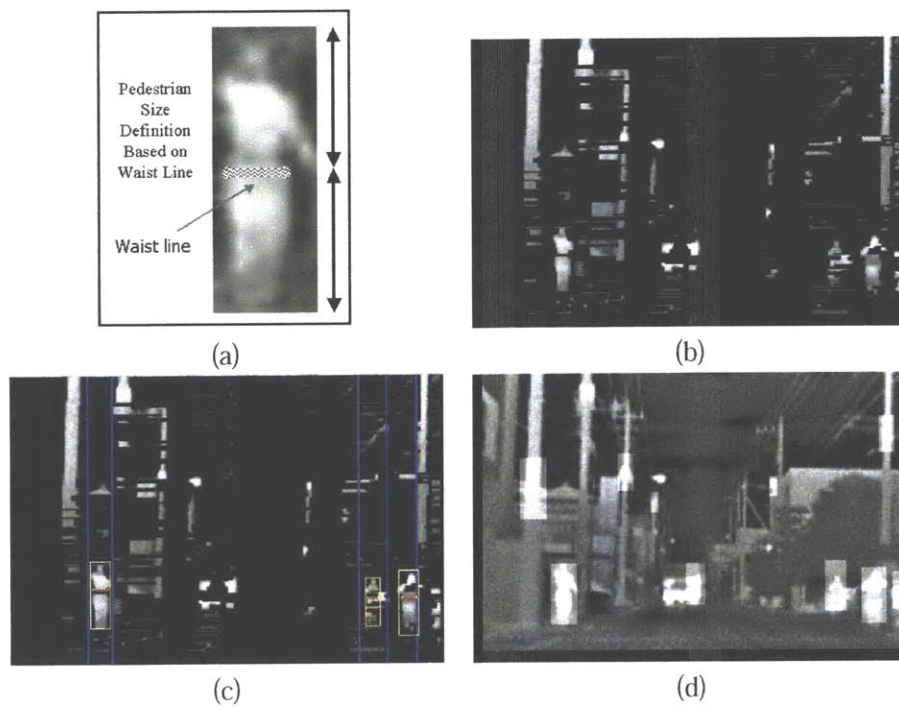 Pedestrian
Size
Definition
Based on
Waist Line
Waist line
(a)
(b)
(c)
(d)